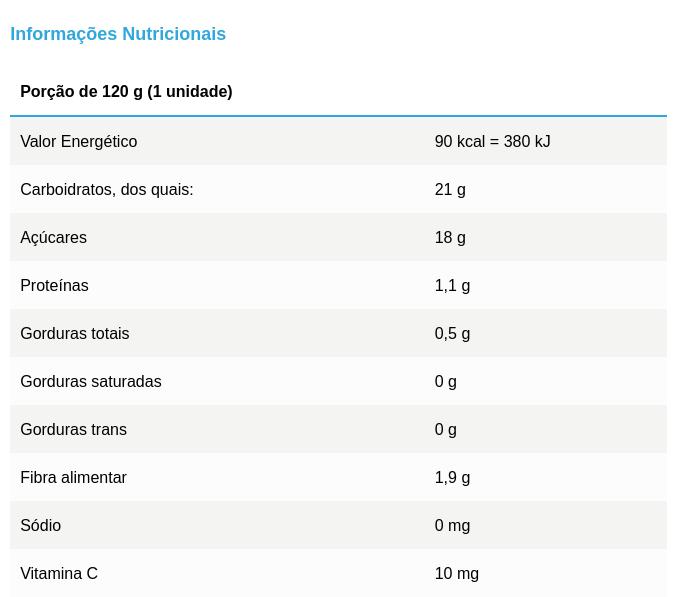 Informações Nutricionais
Porção de 120 g (1 unidade)
Valor Energético 90 kcal = 380 kJ
Carboidratos, dos quais: 21 g
Açúcares 18 g
Proteínas 1,1 g
Gorduras totais 0,5 g
Gorduras saturadas 0 g
Gorduras trans 0 g
Fibra alimentar 1,9 g
Sódio 0 mg
Vitamina C 10 mg